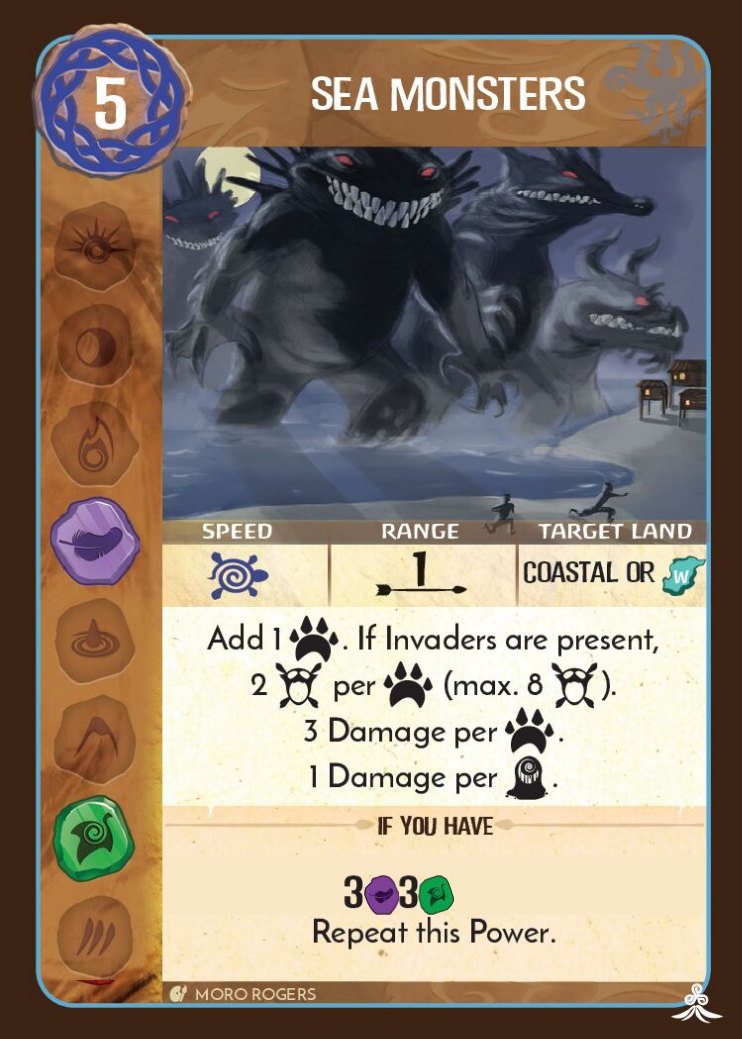 5
SEA MONSTERS
SPEED RANGE TARGET LAND
1 COASTAL OR W
Add 1 . If Invaders are present,
2 per (max. 8 ).
3 Damage per .
1 Damage per .
IF YOU HAVE
3 3
Repeat this Power.
MORO ROGERS